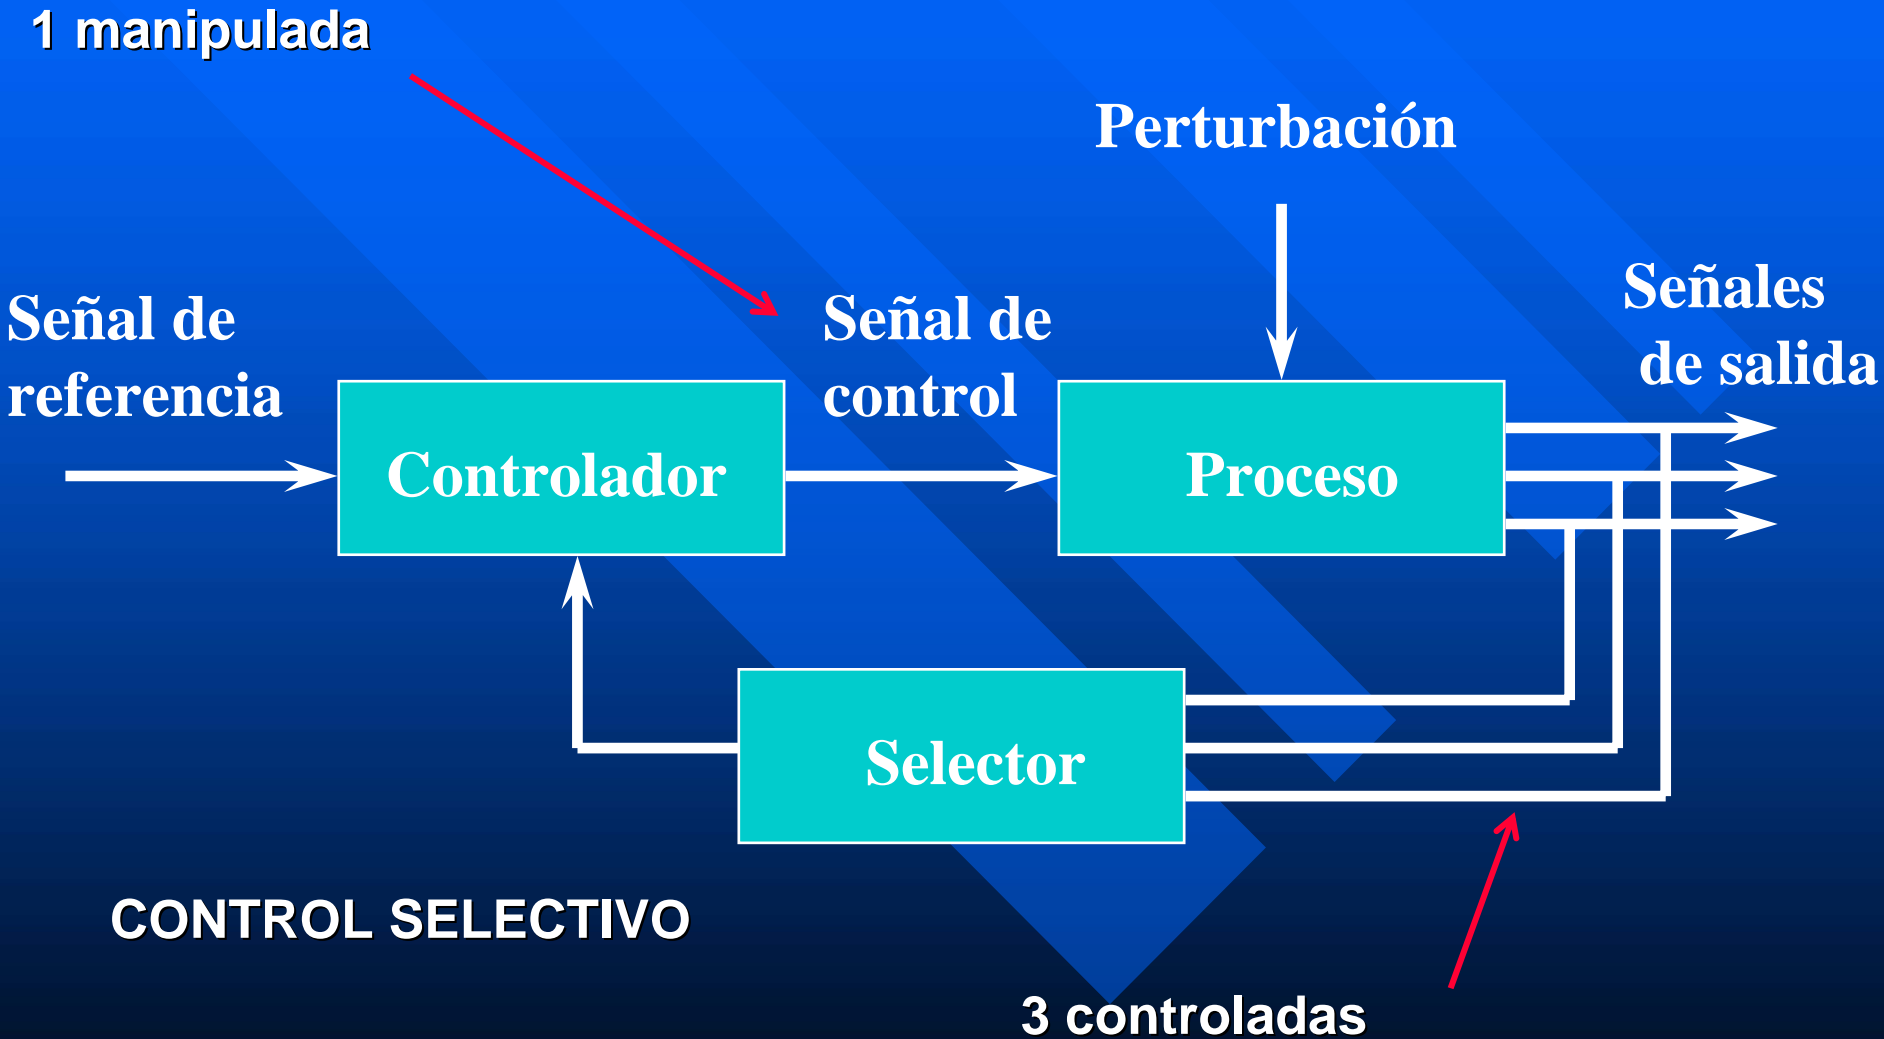 1 manipulada
Perturbación
Señal de
referencia
Señal de
control
Señales
de salida
Controlador
Proceso
Selector
CONTROL SELECTIVO
3 controladas